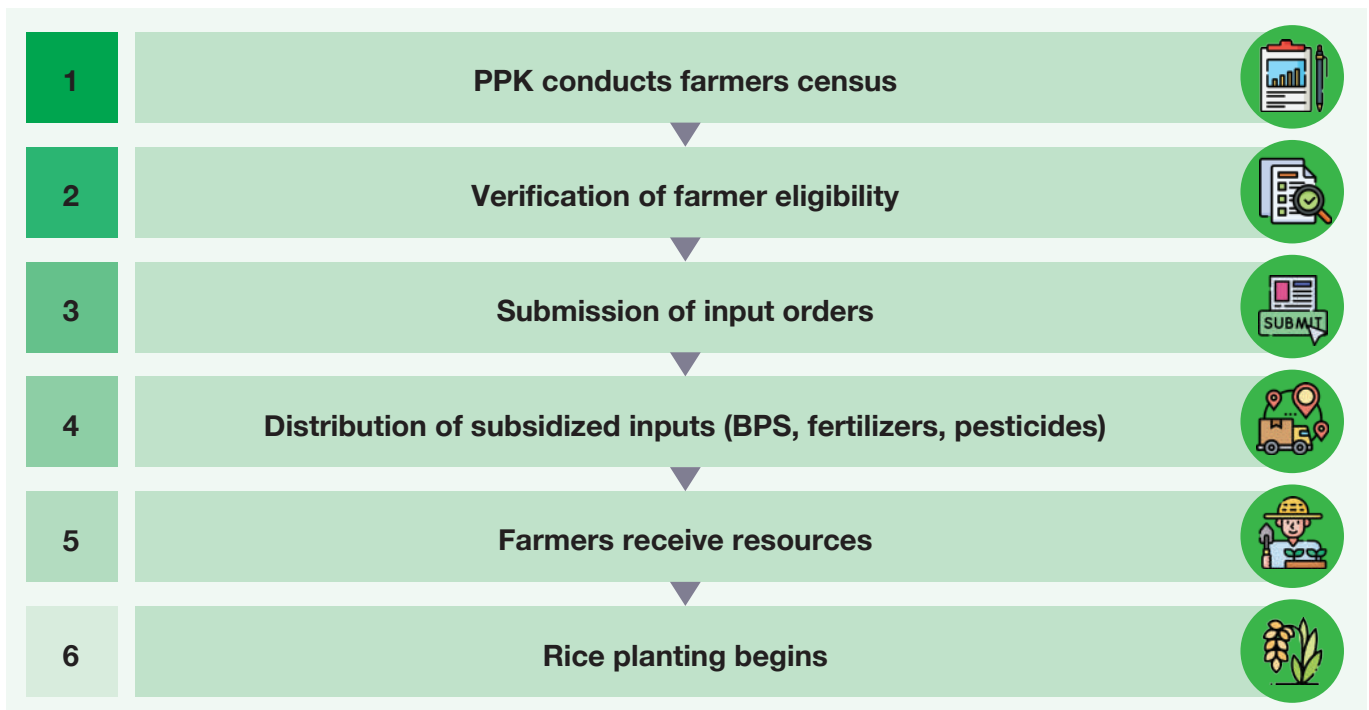 1
PPK conducts farmers census
2
Verification of farmer eligibility
3
Submission of input orders
SUBMIT
4
Distribution of subsidized inputs (BPS, fertilizers, pesticides)
5
Farmers receive resources
6
Rice planting begins